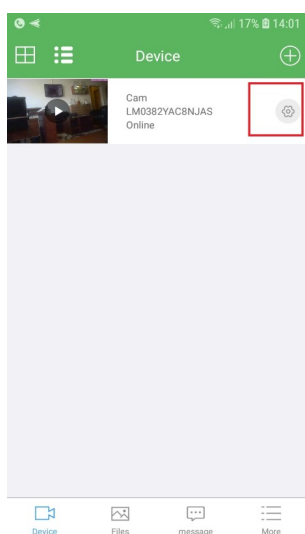 17% 14:01
Device
Cam
LM0382YAC8NJAS
Online
Device Files message More